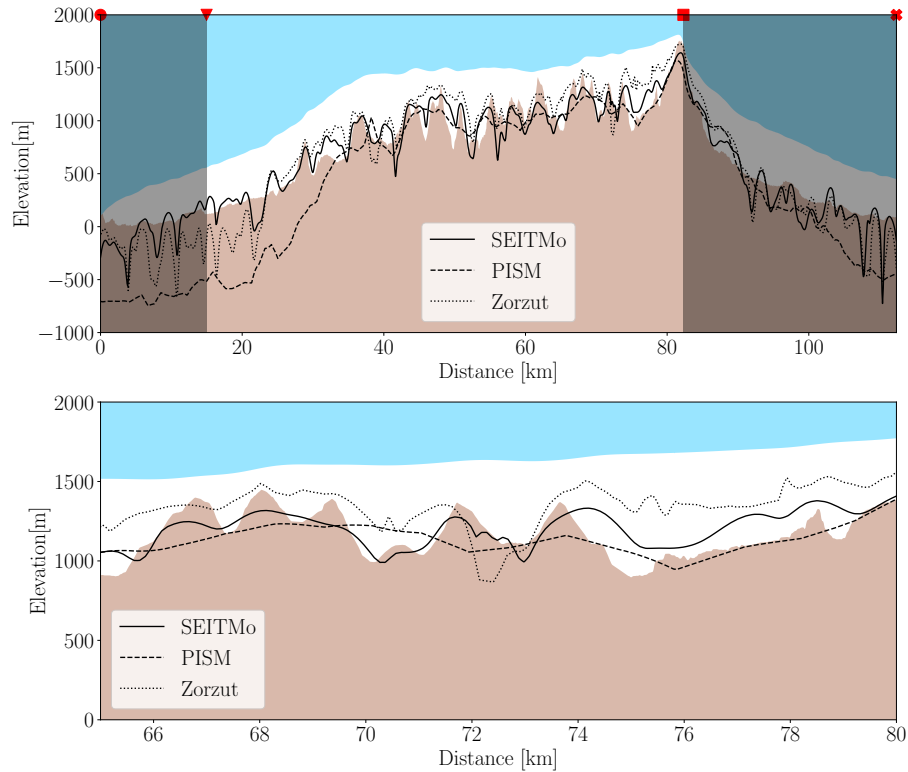 2000
1500
1000
500
0
−500
−1000
Elevation[m]
SEITMo
PISM
Zorzut
0 20 40 60 80 100
Distance [km]
2000
1500
1000
500
0
Elevation[m]
SEITMo
PISM
Zorzut
66 68 70 72 74 76 78 80
Distance [km]